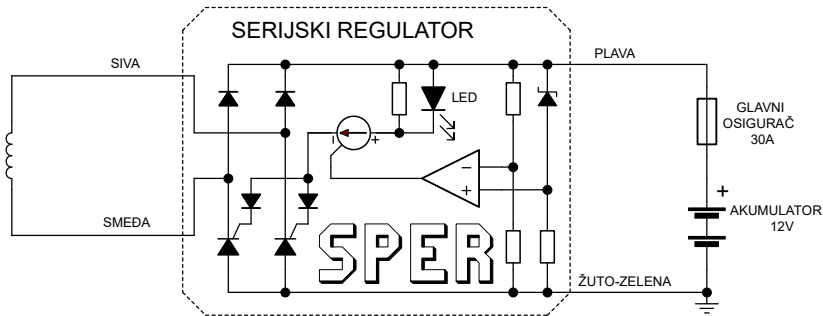 SERIJSKI REGULATOR
SIVA
PLAVA
LED
GLAVNI
OSIGURAČ
30A
- +
-
+
+
SMEĐA
SPER
AKUMULATOR
12V
ŽUTO-ZELENA